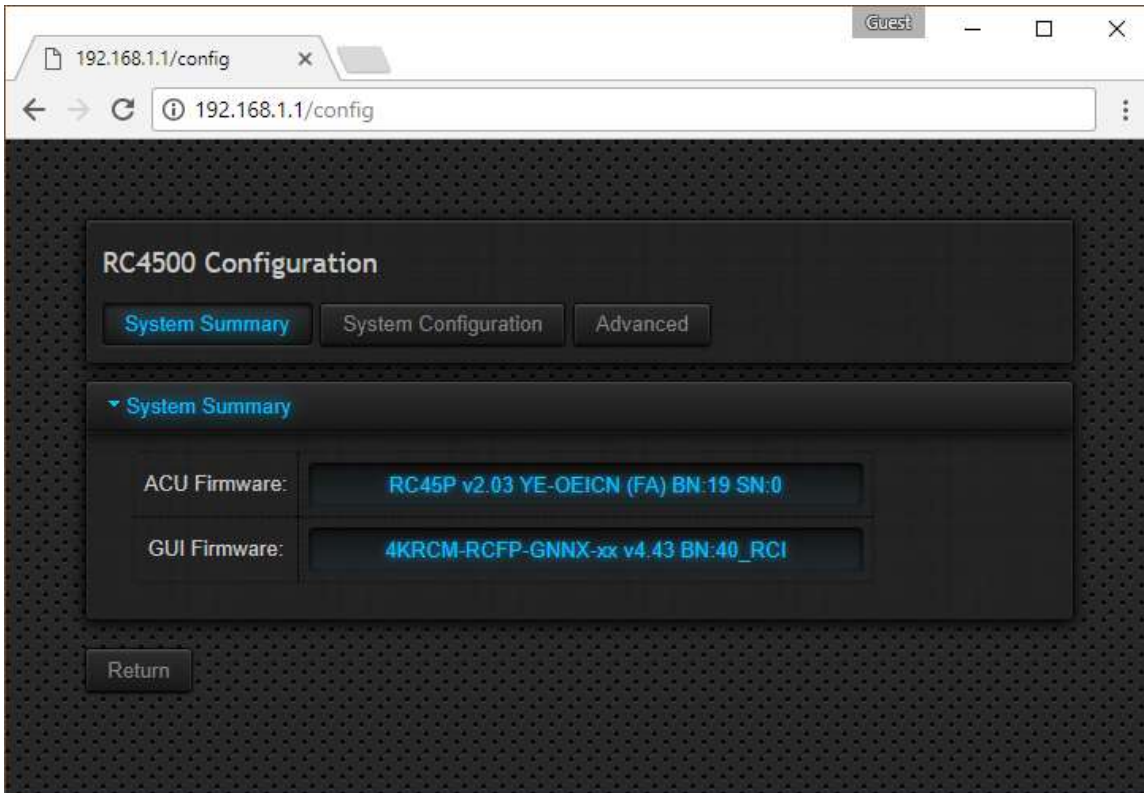 Guest
192.168.1.1/config
192.168.1.1/config
RC4500 Configuration
System Summary System Configuration Advanced
System Summary
ACU Firmware: RC45P v2.03 YE-OEICN (FA) BN:19 SN:0
GUI Firmware: 4KRCM-RCFP-GNNX-xx v4.43 BN:40_RCI
Return